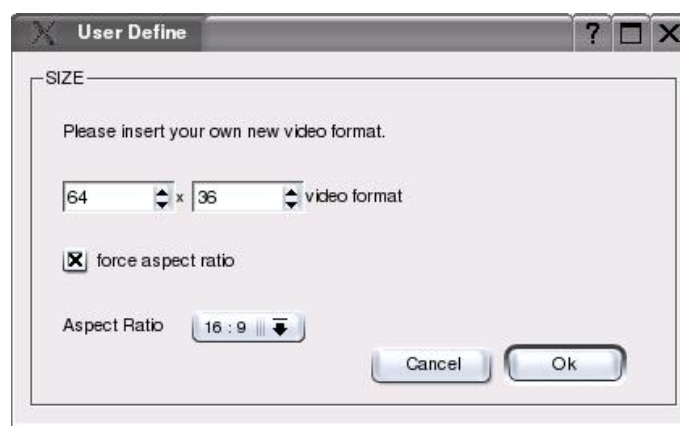 User Define ?
SIZE
Please insert your own new video format.
64 x 36 video format
force aspect ratio
Aspect Ratio 16 : 9
Cancel Ok